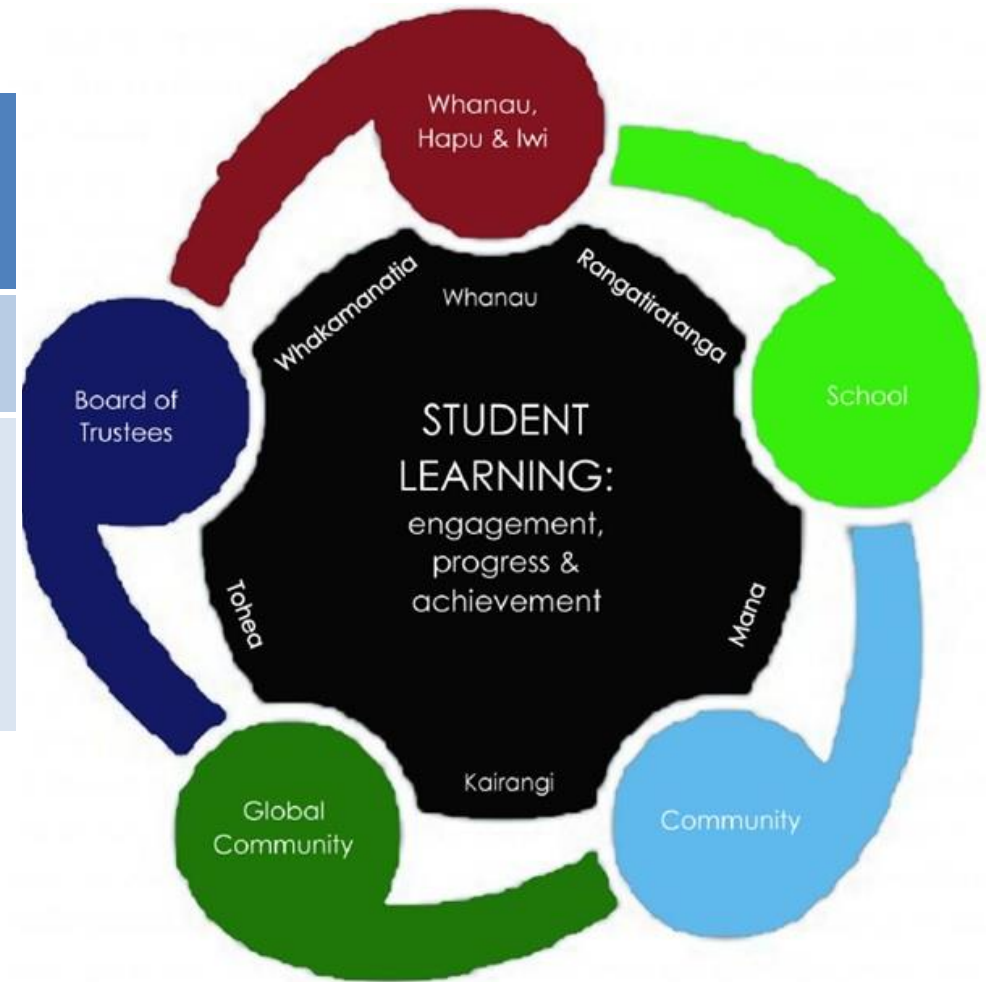 Whanau,
Hapu & Iwi
Whakamanatia
Whanau
Rangatiratanga
Board of
Trustees
School
STUDENT
LEARNING:
engagement,
progress &
achievement
Tohea
Mana
Kairangi
Global
Community
Community